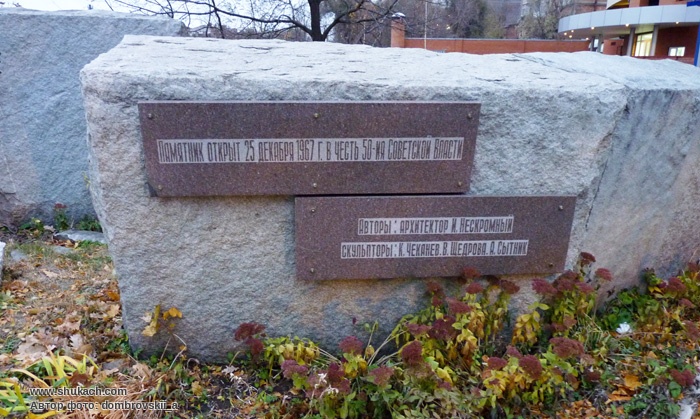 Памятник открыт 25 декабря 1967 г. в честь 50-ия Советской Власти
Авторы: архитектор И. Нескромный
скульпторы: К. Чеканев. В. Щедрова. А. Сытник
www.shukach.com
Автор фото: dombrovskii_a